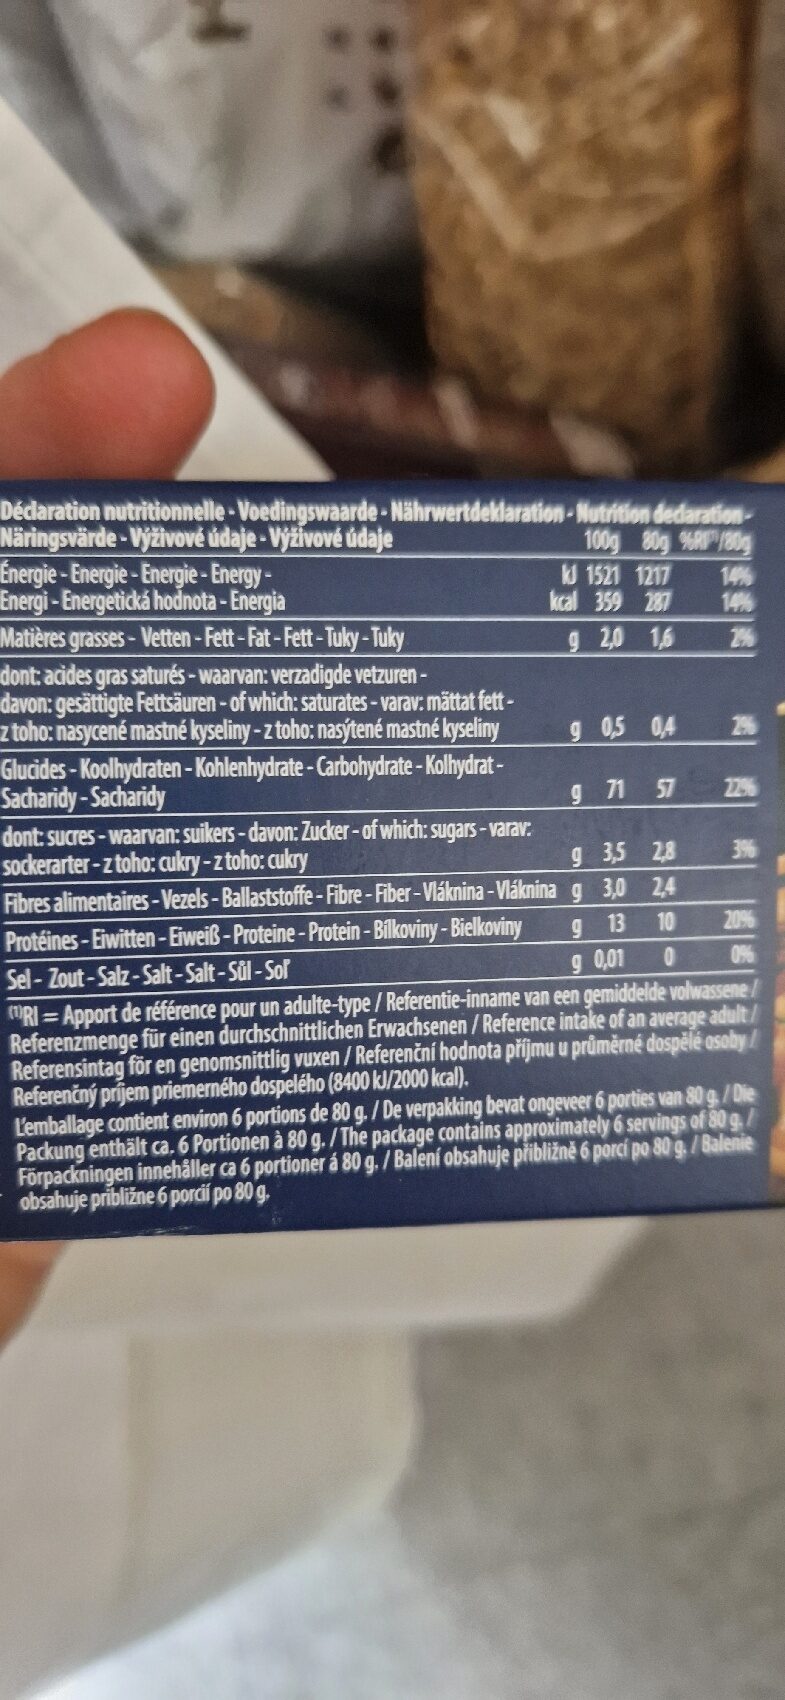 Déclaration nutritionnelle - Voedingswaarde - Nährwertdeklaration - Nutrition declaration -
Näringsvärde - Výživové údaje - Výživové údaje 100g 80g %RI⁽¹⁾/80g
Énergie - Energie - Energie - Energy - kJ 1521 1217 14%
Energi - Energetická hodnota - Energia kcal 359 287 14%
Matières grasses - Vetten - Fett - Fat - Fett - Tuky - Tuky g 2,0 1,6 2%
dont: acides gras saturés - waarvan: verzadigde vetzuren -
davon: gesättigte Fettsäuren - of which: saturates - varav: mättat fett -
z toho: nasycené mastné kyseliny - z toho: nasýtené mastné kyseliny g 0,5 0,4 2%
Glucides - Koolhydraten - Kohlenhydrate - Carbohydrate - Kolhydrat -
Sacharidy - Sacharidy g 71 57 22%
dont: sucres - waarvan: suikers - davon: Zucker - of which: sugars - varav:
sockerarter - z toho: cukry - z toho: cukry g 3,5 2,8 3%
Fibres alimentaires - Vezels - Ballaststoffe - Fibre - Fiber - Vláknina - Vláknina g 3,0 2,4
Protéines - Eiwitten - Eiweiß - Proteine - Protein - Bílkoviny - Bielkoviny g 13 10 20%
Sel - Zout - Salz - Salt - Salt - Sůl - Soľ g 0,01 0 0%
⁽¹⁾RI = Apport de référence pour un adulte-type / Referentie-inname van een gemiddelde volwassene /
Referenzmenge für einen durchschnittlichen Erwachsenen / Reference intake of an average adult /
Referensintag för en genomsnittlig vuxen / Referenční hodnota příjmu u průměrné dospělé osoby /
Referenčný príjem priemerného dospelého (8400 kJ/2000 kcal).
L'emballage contient environ 6 portions de 80 g. / De verpakking bevat ongeveer 6 porties van 80 g. / Die
Packung enthält ca. 6 Portionen à 80 g. / The package contains approximately 6 servings of 80 g. /
Förpackningen innehåller ca 6 portioner á 80 g. / Balení obsahuje přibližně 6 porcí po 80 g. / Balenie
obsahuje približne 6 porcií po 80 g.